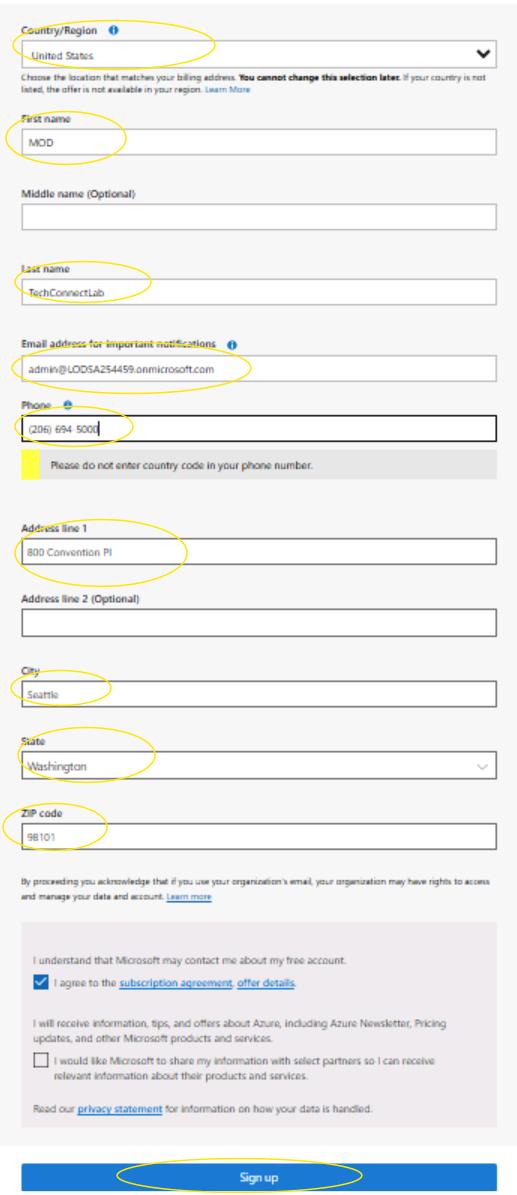 Country/Region
United States
Choose the location that matches your billing address. You cannot change this selection later. If your country is not
listed, the offer is not available in your region. Learn More
First name
MOD
Middle name (Optional)
Last name
TechConnectLab
Email address for important notifications
admin@LODSA254459.onmicrosoft.com
Phone
(206) 694-5000
Please do not enter country code in your phone number.
Address line 1
800 Convention Pl
Address line 2 (Optional)
City
Seattle
State
Washington
ZIP code
98101
By proceeding you acknowledge that if you use your organization's email, your organization may have rights to access
and manage your data and account. Learn more
I understand that Microsoft may contact me about my free account.
I agree to the subscription agreement, offer details.
I will receive information, tips, and offers about Azure, including Azure Newsletter, Pricing
updates, and other Microsoft products and services.
I would like Microsoft to share my information with select partners so I can receive
relevant information about their products and services.
Read our privacy statement for information on how your data is handled.
Sign up